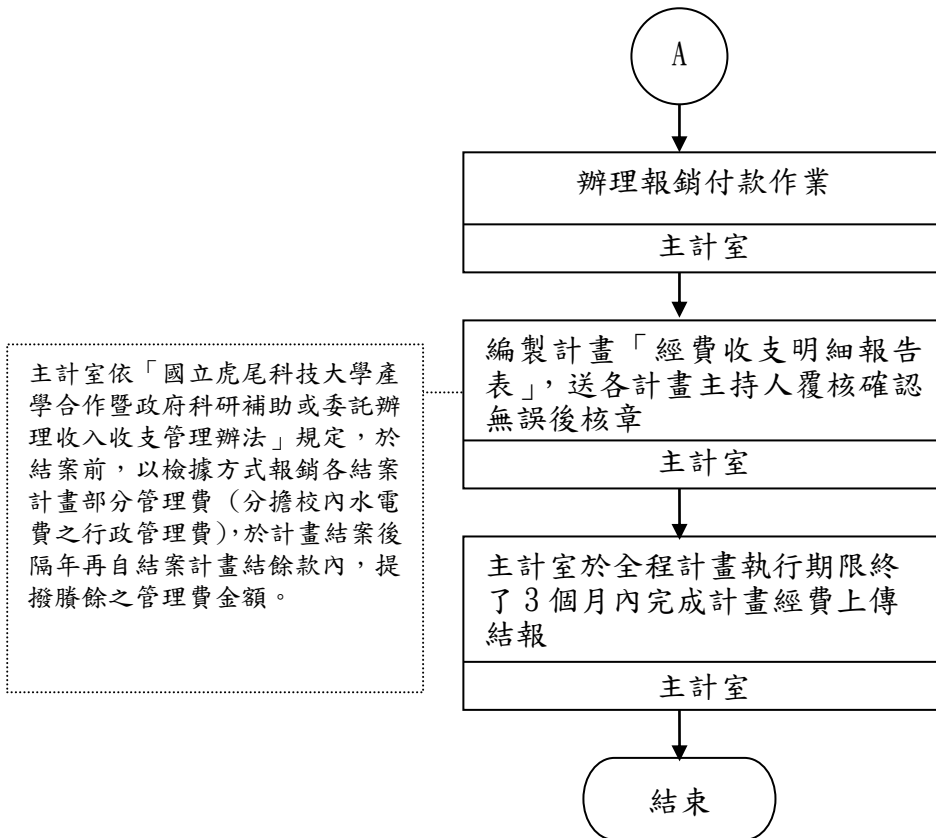 A
辦理報銷付款作業
主計室
編製計畫「經費收支明細報告
表」，送各計畫主持人覆核確認
無誤後核章
主計室
主計室依「國立虎尾科技大學產
學合作暨政府科研補助或委託辦
理收入收支管理辦法」規定，於
結案前，以檢據方式報銷各結案
計畫部分管理費（分擔校內水電
費之行政管理費），於計畫結案後
隔年再自結案計畫結餘款內，提
撥賸餘之管理費金額。
主計室於全程計畫執行期限終
了 3 個月內完成計畫經費上傳
結報
主計室
結束